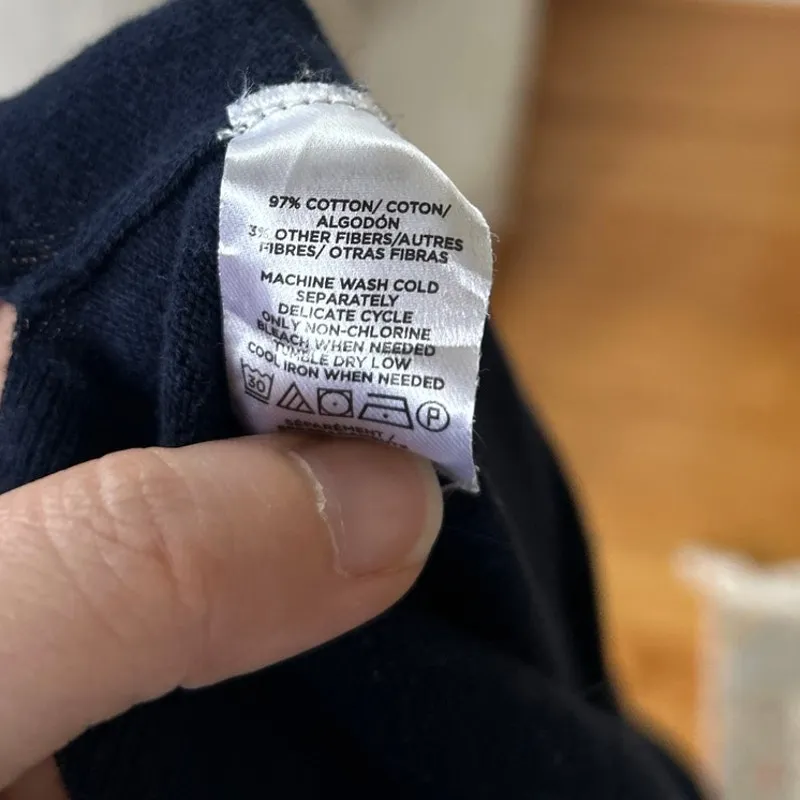 97% COTTON/ COTON/
ALGODÓN
3% OTHER FIBERS/AUTRES
FIBRES/ OTRAS FIBRAS
MACHINE WASH COLD
SEPARATELY
DELICATE CYCLE
ONLY NON-CHLORINE
BLEACH WHEN NEEDED
TUMBLE DRY LOW
COOL IRON WHEN NEEDED
30 P
SÉPARÉMENT